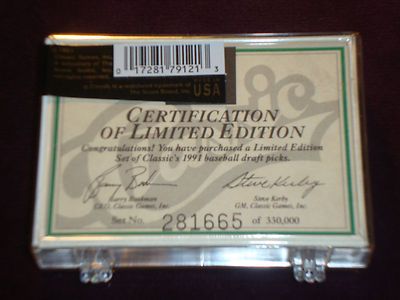 0 17281 79121 3
MADE IN
USA
CERTIFICATION
OF LIMITED EDITION
Congratulations! You have purchased a Limited Edition
Set of Classic's 1991 baseball draft picks.
Steve Kirby
CEO, Classic Games, Inc.
GM, Classic Games, Inc.
Set No. 281665 of 330,000